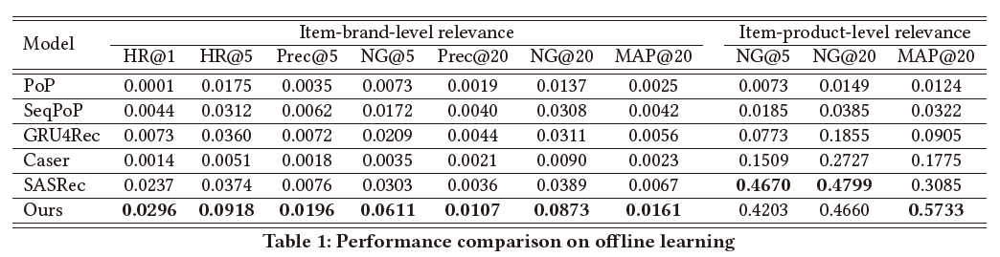 Model Item-brand-level relevance Item-product-level relevance
HR@1 HR@5 Prec@5 NG@5 Prec@20 NG@20 MAP@20 NG@5 NG@20 MAP@20
PoP 0.0001 0.0175 0.0035 0.0073 0.0019 0.0137 0.0025 0.0073 0.0149 0.0124
SeqPoP 0.0044 0.0312 0.0062 0.0172 0.0040 0.0308 0.0042 0.0185 0.0385 0.0322
GRU4Rec 0.0073 0.0360 0.0072 0.0209 0.0044 0.0311 0.0056 0.0773 0.1855 0.0905
Caser 0.0014 0.0051 0.0018 0.0035 0.0021 0.0090 0.0023 0.1509 0.2727 0.1775
SASRec 0.0237 0.0374 0.0076 0.0303 0.0036 0.0389 0.0067 0.4670 0.4799 0.3085
Ours 0.0296 0.0918 0.0196 0.0611 0.0107 0.0873 0.0161 0.4203 0.4660 0.5733
Table 1: Performance comparison on offline learning